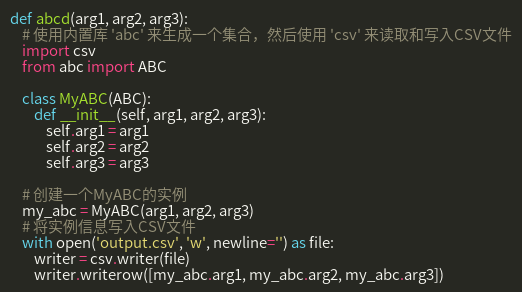 def abcd(arg1, arg2, arg3):
    # 使用内置库 'abc' 来生成一个集合，然后使用 'csv' 来读取和写入CSV文件
    import csv
    from abc import ABC

    class MyABC(ABC):
        def __init__(self, arg1, arg2, arg3):
            self.arg1 = arg1
            self.arg2 = arg2
            self.arg3 = arg3

    # 创建一个MyABC的实例
    my_abc = MyABC(arg1, arg2, arg3)
    # 将实例信息写入CSV文件
    with open('output.csv', 'w', newline='') as file:
        writer = csv.writer(file)
        writer.writerow([my_abc.arg1, my_abc.arg2, my_abc.arg3])